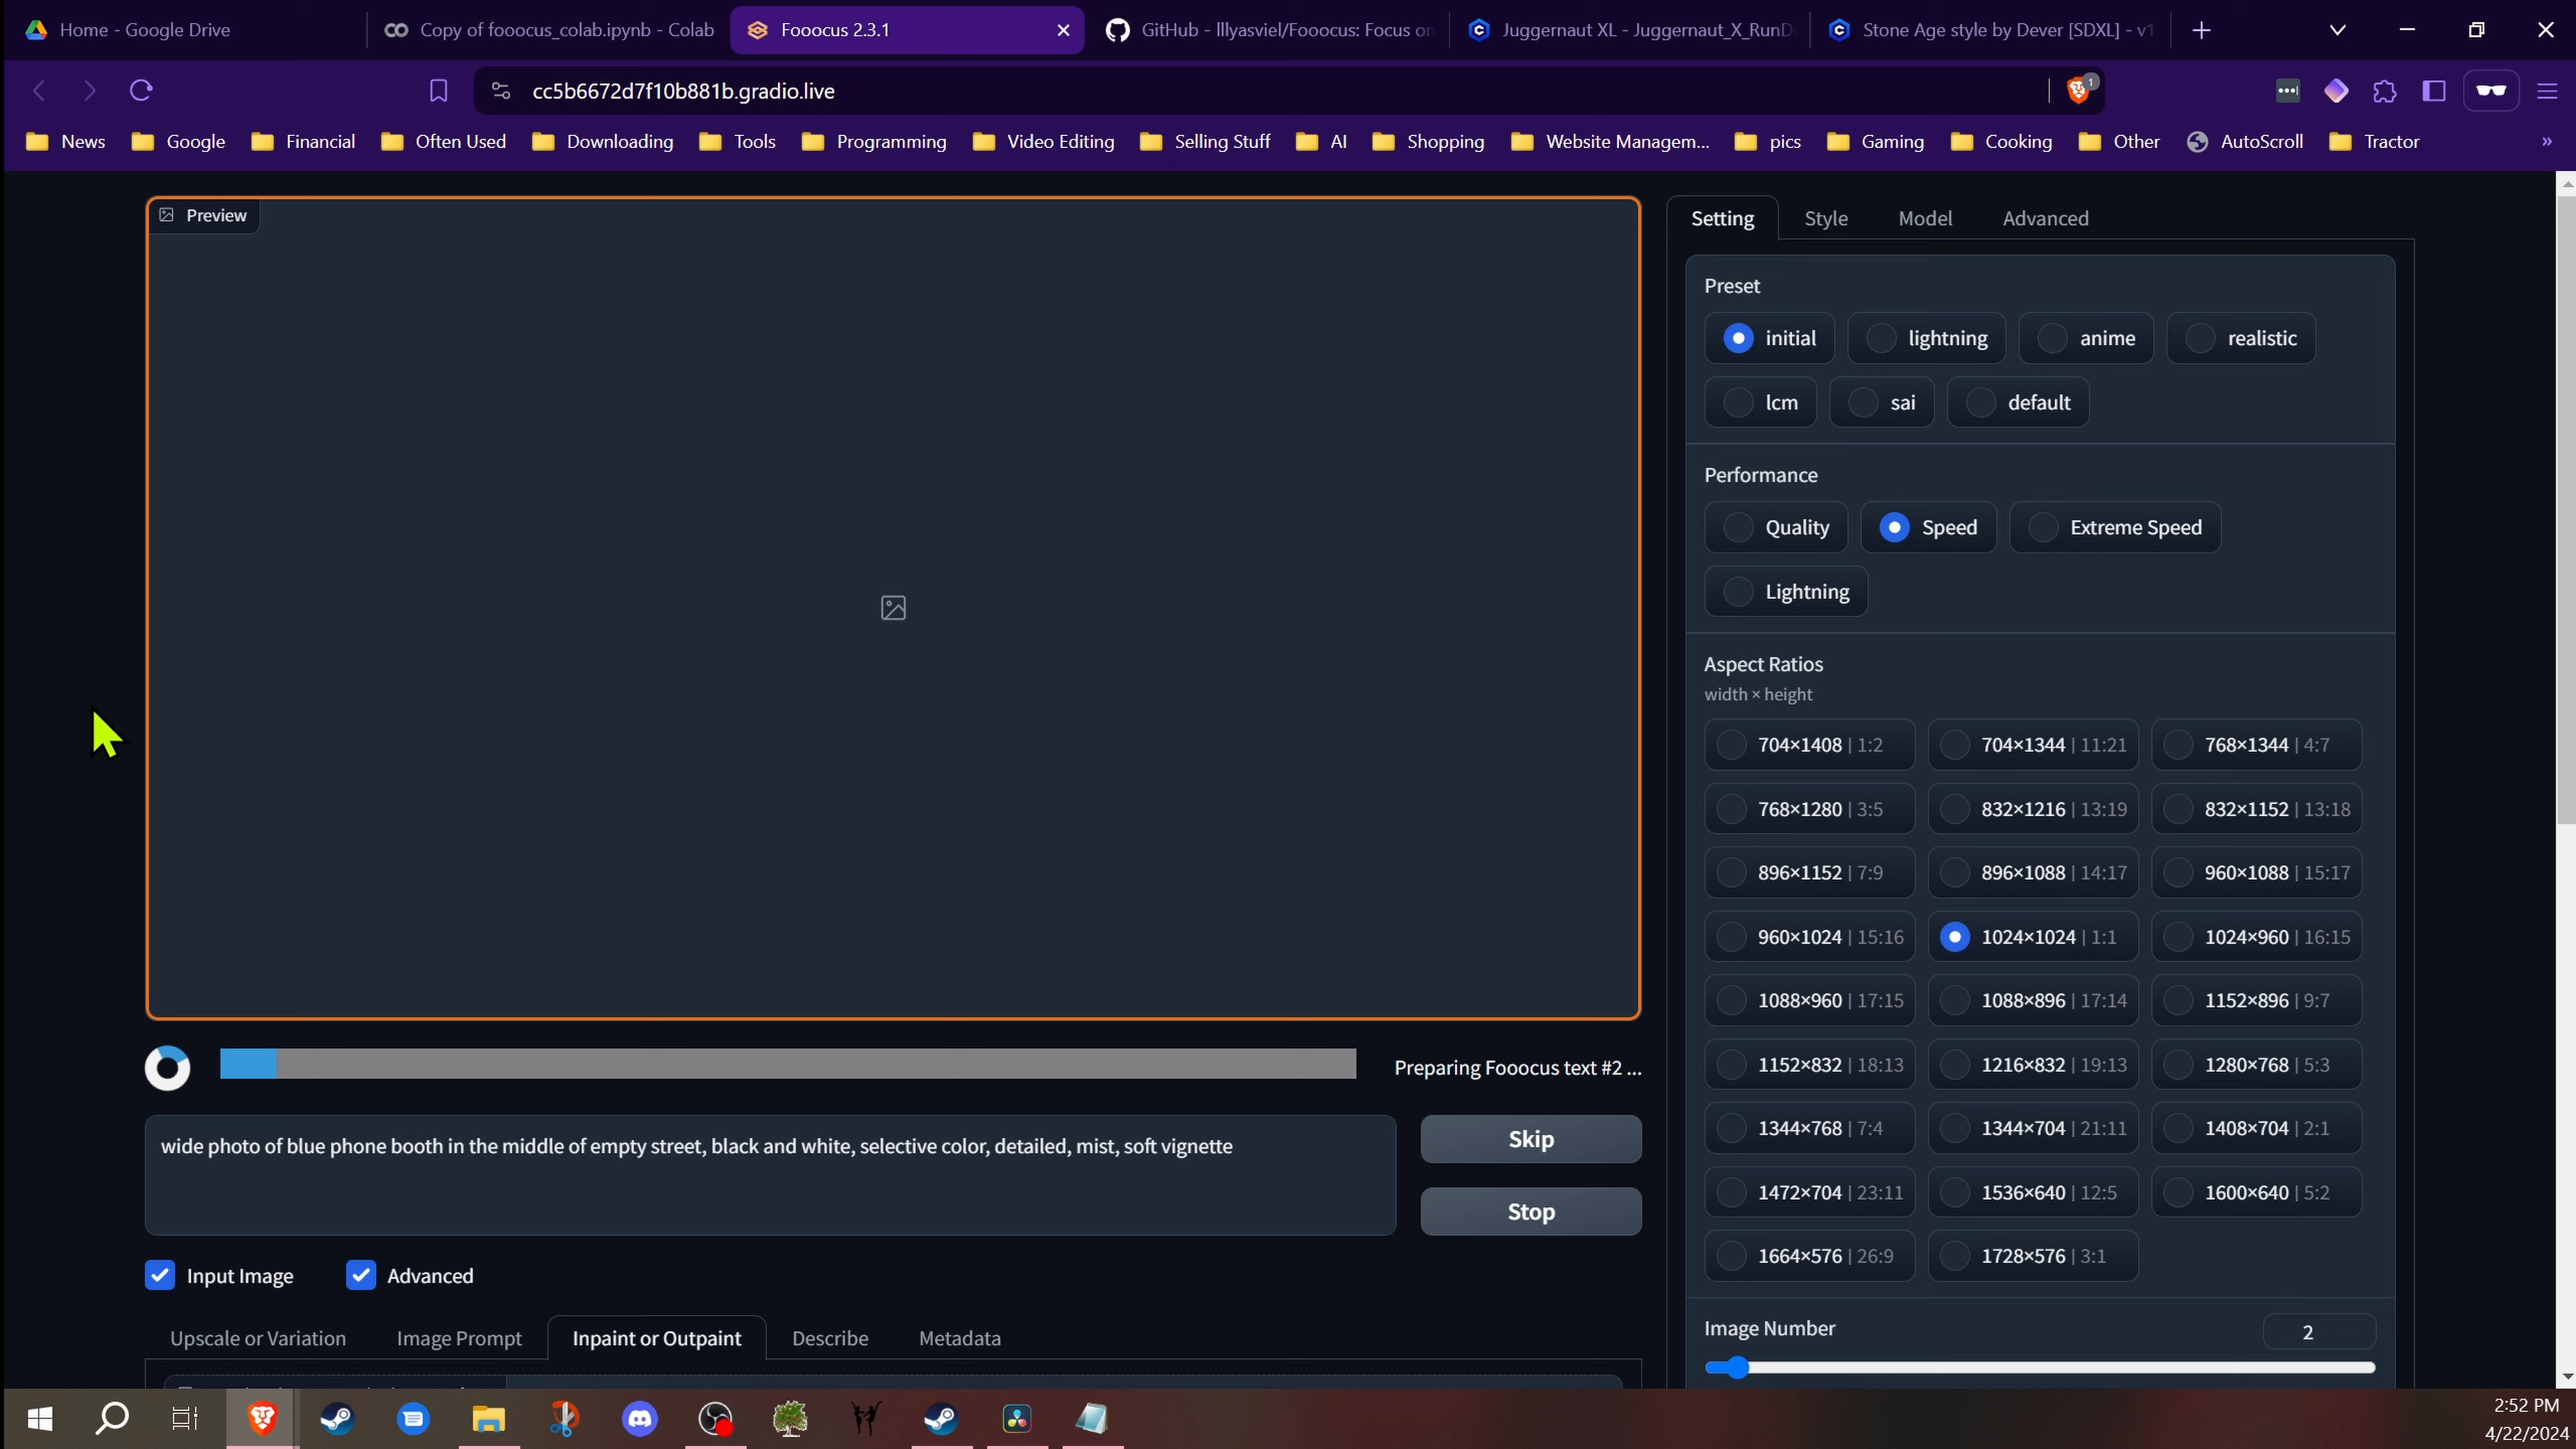 Home - Google Drive
Copy of fooocus_colab.ipynb - Colab
Fooocus 2.3.1
GitHub - lllyasviel/Fooocus: Focus on
Juggernaut XL - Juggernaut_X_RunD
Stone Age style by Dever [SDXL] - v1
cc5b6672d7f10b881b.gradio.live
1
News
Google
Financial
Often Used
Downloading
Tools
Programming
Video Editing
Selling Stuff
AI
Shopping
Website Managem...
pics
Gaming
Cooking
Other
AutoScroll
Tractor
»
Preview
Setting
Style
Model
Advanced
Preset
initial
lightning
anime
realistic
lcm
sai
default
Performance
Quality
Speed
Extreme Speed
Lightning
Aspect Ratios
width × height
704×1408 | 1:2
704×1344 | 11:21
768×1344 | 4:7
768×1280 | 3:5
832×1216 | 13:19
832×1152 | 13:18
896×1152 | 7:9
896×1088 | 14:17
960×1088 | 15:17
960×1024 | 15:16
1024×1024 | 1:1
1024×960 | 16:15
1088×960 | 17:15
1088×896 | 17:14
1152×896 | 9:7
1152×832 | 18:13
1216×832 | 19:13
1280×768 | 5:3
1344×768 | 7:4
1344×704 | 21:11
1408×704 | 2:1
1472×704 | 23:11
1536×640 | 12:5
1600×640 | 5:2
1664×576 | 26:9
1728×576 | 3:1
Image Number
2
Preparing Fooocus text #2 ...
wide photo of blue phone booth in the middle of empty street, black and white, selective color, detailed, mist, soft vignette
Skip
Stop
Input Image
Advanced
Upscale or Variation
Image Prompt
Inpaint or Outpaint
Describe
Metadata
2:52 PM
4/22/2024